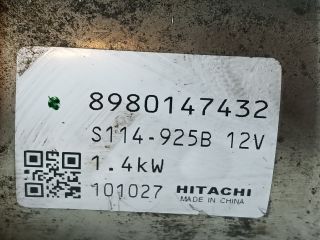 8980147432
S114-925B 12V
1.4kW
101027 HITACHI
MADE IN CHINA